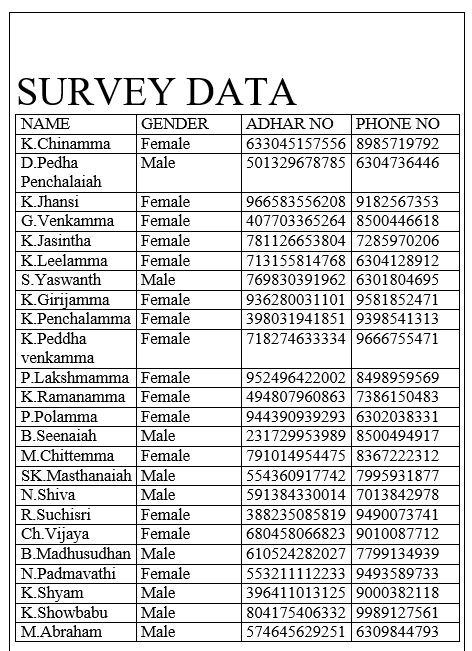 SURVEY DATA
NAME GENDER ADHAR NO PHONE NO
K.Chinamma Female 633045157556 8985719792
D.Pedha Male 501329678785 6304736446
Penchalaiah
K.Jhansi Female 966583556208 9182567353
G.Venkamma Female 407703365264 8500446618
K.Jasintha Female 781126653804 7285970206
K.Leelamma Female 713155814768 6304128912
S.Yaswanth Male 769830391962 6301804695
K.Girijamma Female 936280031101 9581852471
K.Penchalamma Female 398031941851 9398541313
K.Peddha Female 718274633334 9666755471
venkamma
P.Lakshmamma Female 952496422002 8498959569
K.Ramanamma Female 494807960863 7386150483
P.Polamma Female 944390939293 6302038331
B.Seenaiah Male 231729953989 8500494917
M.Chittemma Female 791014954475 8367222312
SK.Masthanaiah Male 554360917742 7995931877
N.Shiva Male 591384330014 7013842978
R.Suchisri Female 388235085819 9490073741
Ch.Vijaya Female 680458066823 9010087712
B.Madhusudhan Male 610524282027 7799134939
N.Padmavathi Female 553211112233 9493589733
K.Shyam Male 396411013125 9000382118
K.Showbabu Male 804175406332 9989127561
M.Abraham Male 574645629251 6309844793